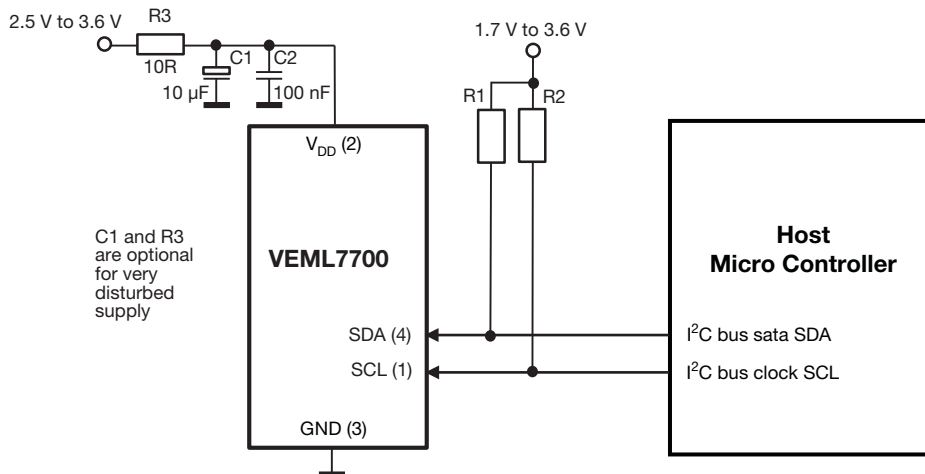 2.5 V to 3.6 V
R3
10R
C1
C2
10 µF
100 nF
1.7 V to 3.6 V
R1
R2
V_DD (2)
C1 and R3
are optional
for very
disturbed
supply
VEML7700
Host
Micro Controller
SDA (4)
I²C bus sata SDA
SCL (1)
I²C bus clock SCL
GND (3)